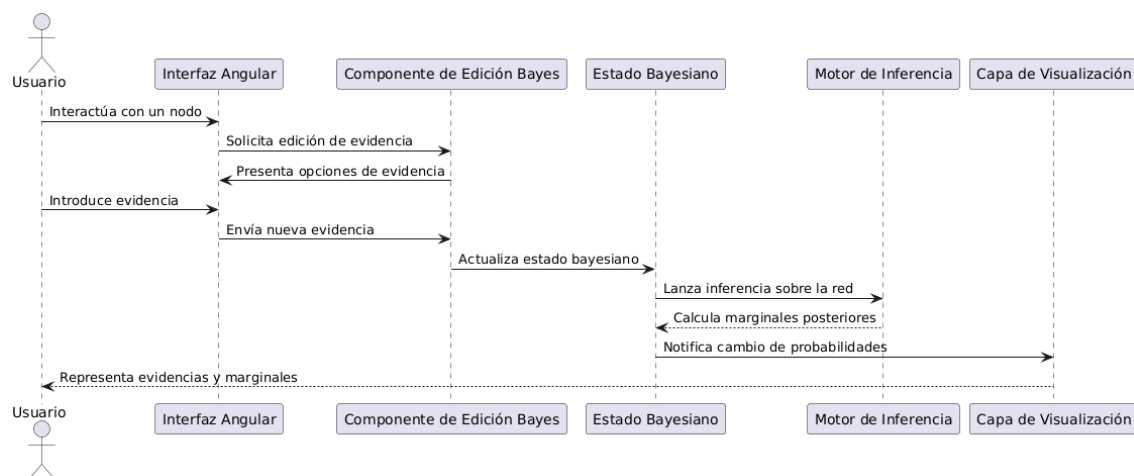 Usuario
Interfaz Angular
Componente de Edición Bayes
Estado Bayesiano
Motor de Inferencia
Capa de Visualización
Interactúa con un nodo
Solicita edición de evidencia
Presenta opciones de evidencia
Introduce evidencia
Envía nueva evidencia
Actualiza estado bayesiano
Lanza inferencia sobre la red
Calcula marginales posteriores
Notifica cambio de probabilidades
Representa evidencias y marginales
Usuario
Interfaz Angular
Componente de Edición Bayes
Estado Bayesiano
Motor de Inferencia
Capa de Visualización